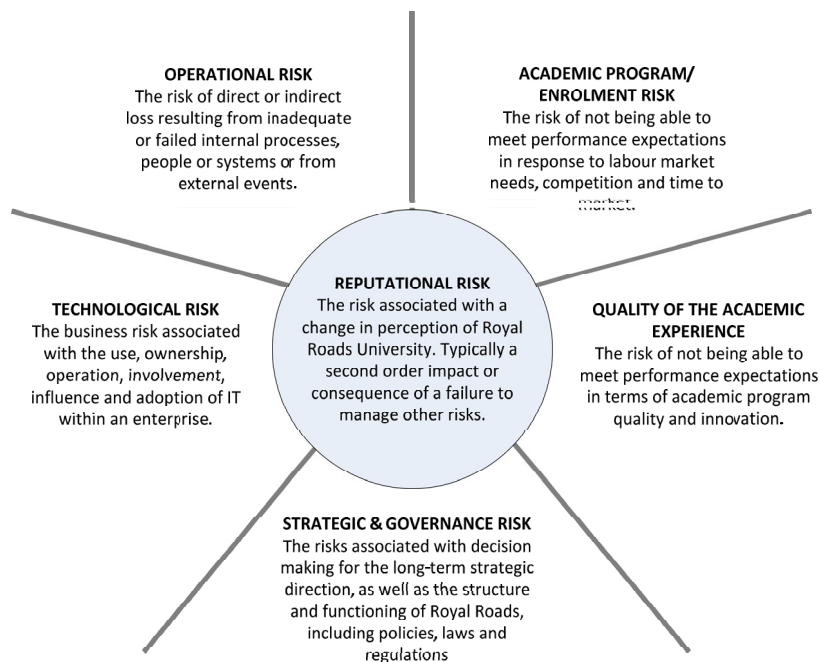 OPERATIONAL RISK
The risk of direct or indirect
loss resulting from inadequate
or failed internal processes,
people or systems or from
external events.
ACADEMIC PROGRAM/
ENROLMENT RISK
The risk of not being able to
meet performance expectations
in response to labour market
needs, competition and time to
market.
TECHNOLOGICAL RISK
The business risk associated
with the use, ownership,
operation, involvement,
influence and adoption of IT
within an enterprise.
REPUTATIONAL RISK
The risk associated with a
change in perception of Royal
Roads University. Typically a
second order impact or
consequence of a failure to
manage other risks.
QUALITY OF THE ACADEMIC
EXPERIENCE
The risk of not being able to
meet performance expectations
in terms of academic program
quality and innovation.
STRATEGIC & GOVERNANCE RISK
The risks associated with decision
making for the long-term strategic
direction, as well as the structure
and functioning of Royal Roads,
including policies, laws and
regulations